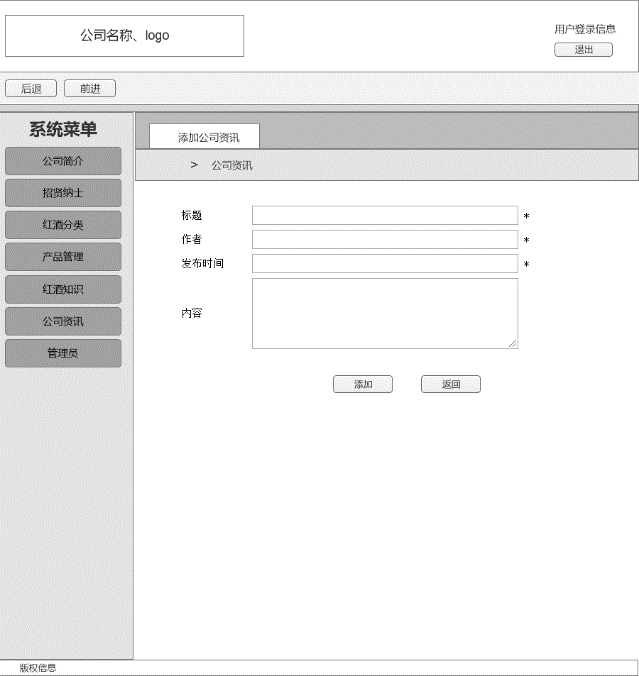 公司名称、logo
用户登录信息
退出
后退
前进
系统菜单
公司简介
招贤纳士
红酒分类
产品管理
红酒知识
公司资讯
管理员
添加公司资讯
> 公司资讯
标题 *
作者 *
发布时间 *
内容
添加
返回
版权信息